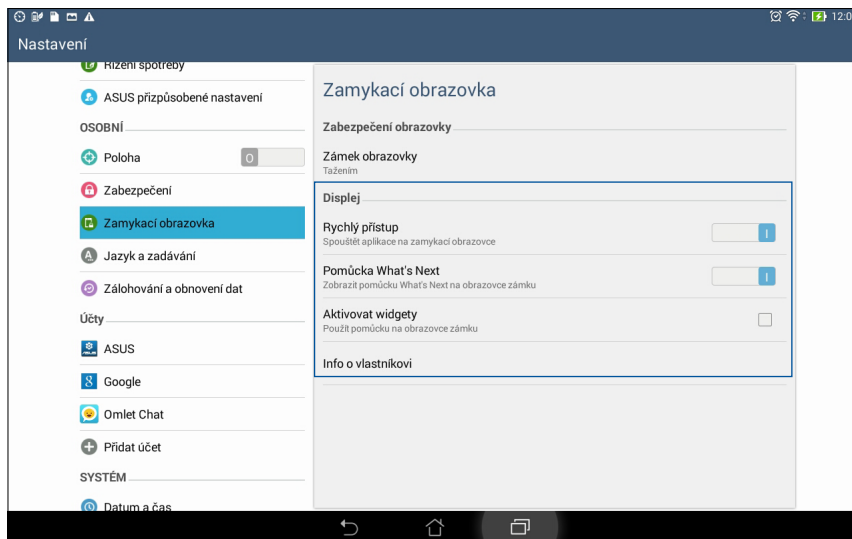 12:0
Nastavení
Řízení spotřeby
ASUS přizpůsobené nastavení
OSOBNÍ
Poloha
O
Zabezpečení
Zamykací obrazovka
Jazyk a zadávání
Zálohování a obnovení dat
Účty
ASUS
Google
Omlet Chat
Přidat účet
SYSTÉM
Datum a čas
Zamykací obrazovka
Zabezpečení obrazovky
Zámek obrazovky
Tažením
Displej
Rychlý přístup
Spouštět aplikace na zamykací obrazovce
I
Pomůcka What's Next
Zobrazit pomůcku What's Next na obrazovce zámku
I
Aktivovat widgety
Použít pomůcku na obrazovce zámku
Info o vlastníkovi